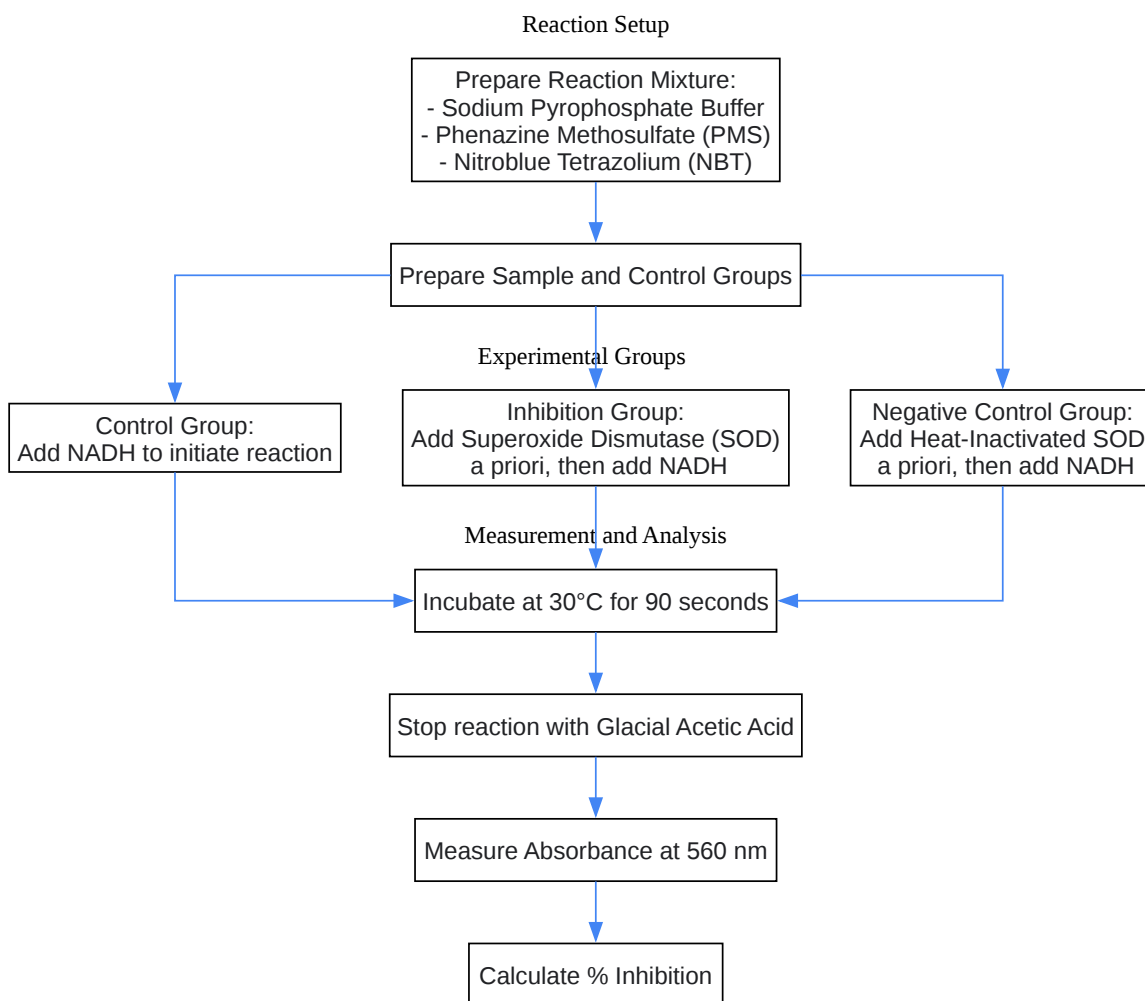 Reaction Setup
Prepare Reaction Mixture:
- Sodium Pyrophosphate Buffer
- Phenazine Methosulfate (PMS)
- Nitroblue Tetrazolium (NBT)
Prepare Sample and Control Groups
Experimental Groups
Control Group:
Add NADH to initiate reaction
Inhibition Group:
Add Superoxide Dismutase (SOD)
a priori, then add NADH
Negative Control Group:
Add Heat-Inactivated SOD
a priori, then add NADH
Measurement and Analysis
Incubate at 30°C for 90 seconds
Stop reaction with Glacial Acetic Acid
Measure Absorbance at 560 nm
Calculate % Inhibition